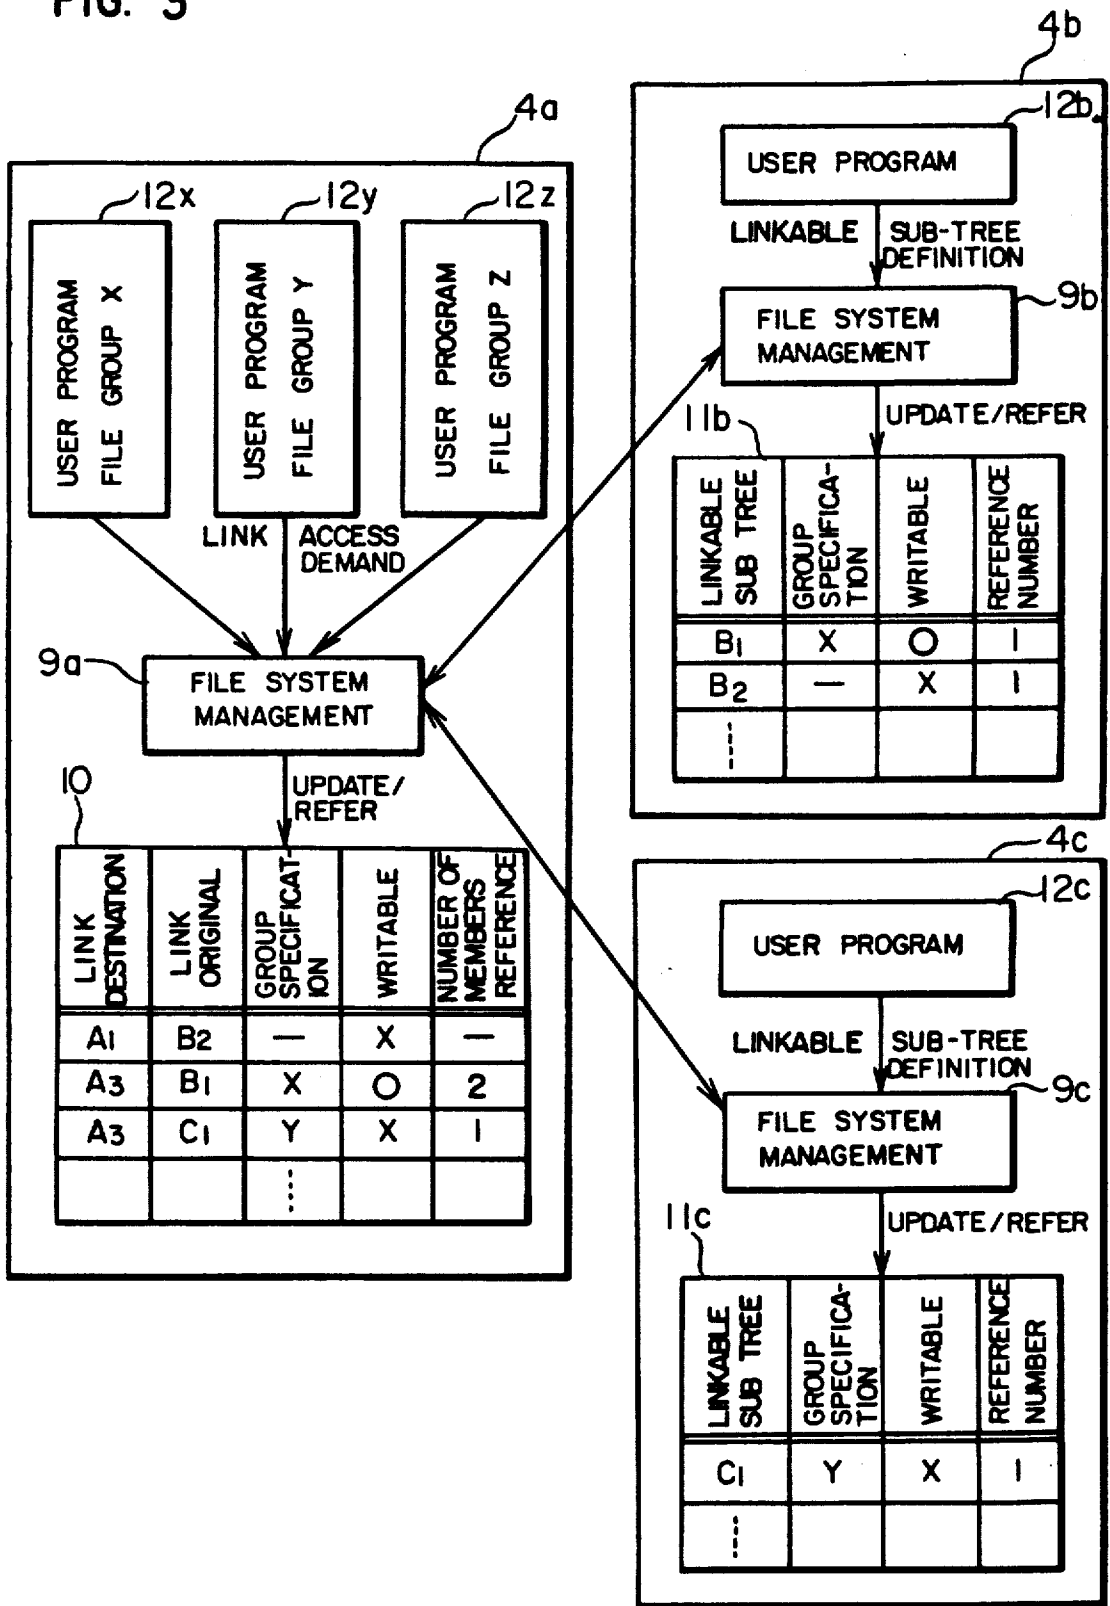 FIG. 3
4a
12x
12y
12z
USER PROGRAM
FILE GROUP X
USER PROGRAM
FILE GROUP Y
USER PROGRAM
FILE GROUP Z
LINK
ACCESS
DEMAND
9a
FILE SYSTEM
MANAGEMENT
UPDATE/
REFER
10
LINK
DESTINATION
LINK
ORIGINAL
GROUP
SPECIFICAT-
ION
WRITABLE
NUMBER OF
MEMBERS
REFERENCE
A1 B2 — X —
A3 B1 X O 2
A3 C1 Y X 1
4b
12b
USER PROGRAM
LINKABLE SUB-TREE
DEFINITION
9b
FILE SYSTEM
MANAGEMENT
UPDATE/REFER
11b
LINKABLE
SUB TREE
GROUP
SPECIFICA-
TION
WRITABLE
REFERENCE
NUMBER
B1 X O 1
B2 — X 1
4c
12c
USER PROGRAM
LINKABLE SUB-TREE
DEFINITION
9c
FILE SYSTEM
MANAGEMENT
UPDATE/REFER
11c
LINKABLE
SUB TREE
GROUP
SPECIFICA-
TION
WRITABLE
REFERENCE
NUMBER
C1 Y X 1